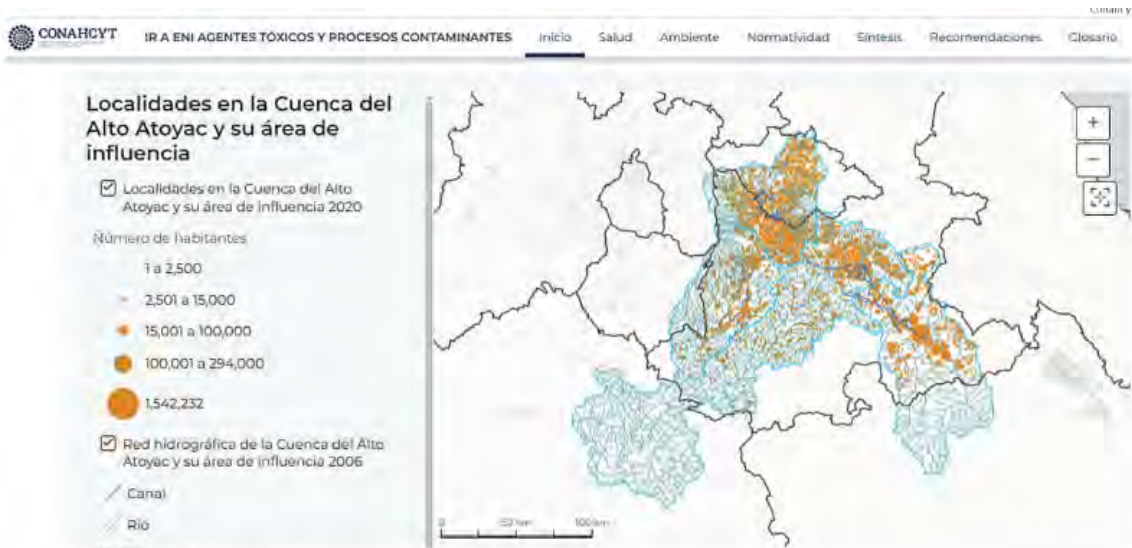 CONAHCYT
IR A ENI AGENTES TÓXICOS Y PROCESOS CONTAMINANTES
Inicio
Salud
Ambiente
Normatividad
Síntesis
Recomendaciones
Glosario
Localidades en la Cuenca del
Alto Atoyac y su área de
influencia
Localidades en la Cuenca del Alto
Atoyac y su área de influencia 2020
Número de habitantes
1 a 2,500
2,501 a 15,000
15,001 a 100,000
100,001 a 294,000
1,542,232
Red hidrográfica de la Cuenca del Alto
Atoyac y su área de influencia 2006
Canal
Río
+
−
0
50 km
100 km